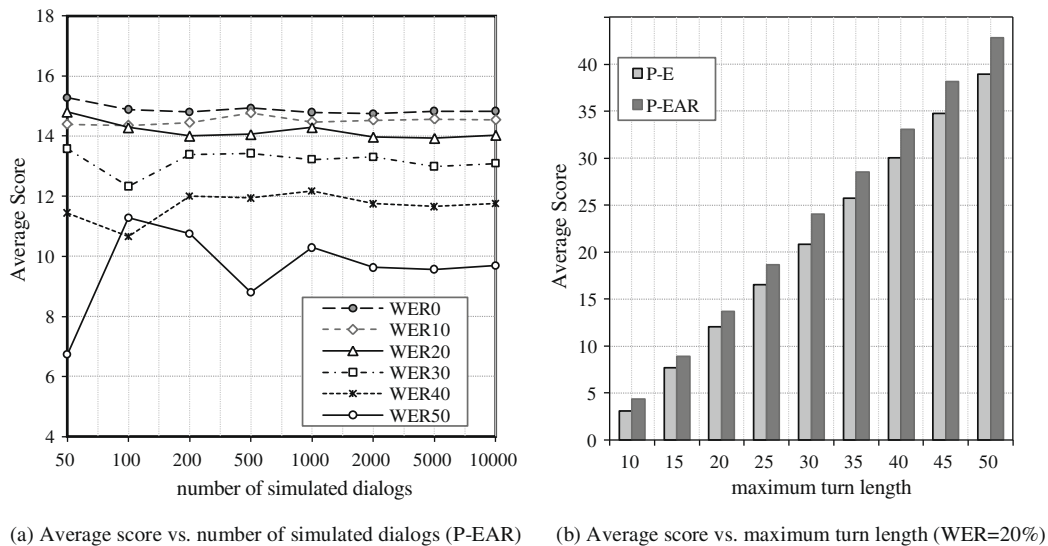 18
16
14
12
10
8
6
4
Average Score
WER0
WER10
WER20
WER30
WER40
WER50
50 100 200 500 1000 2000 5000 10000
number of simulated dialogs
(a) Average score vs. number of simulated dialogs (P-EAR)
40
35
30
25
20
15
10
5
0
Average Score
P-E
P-EAR
10 15 20 25 30 35 40 45 50
maximum turn length
(b) Average score vs. maximum turn length (WER=20%)